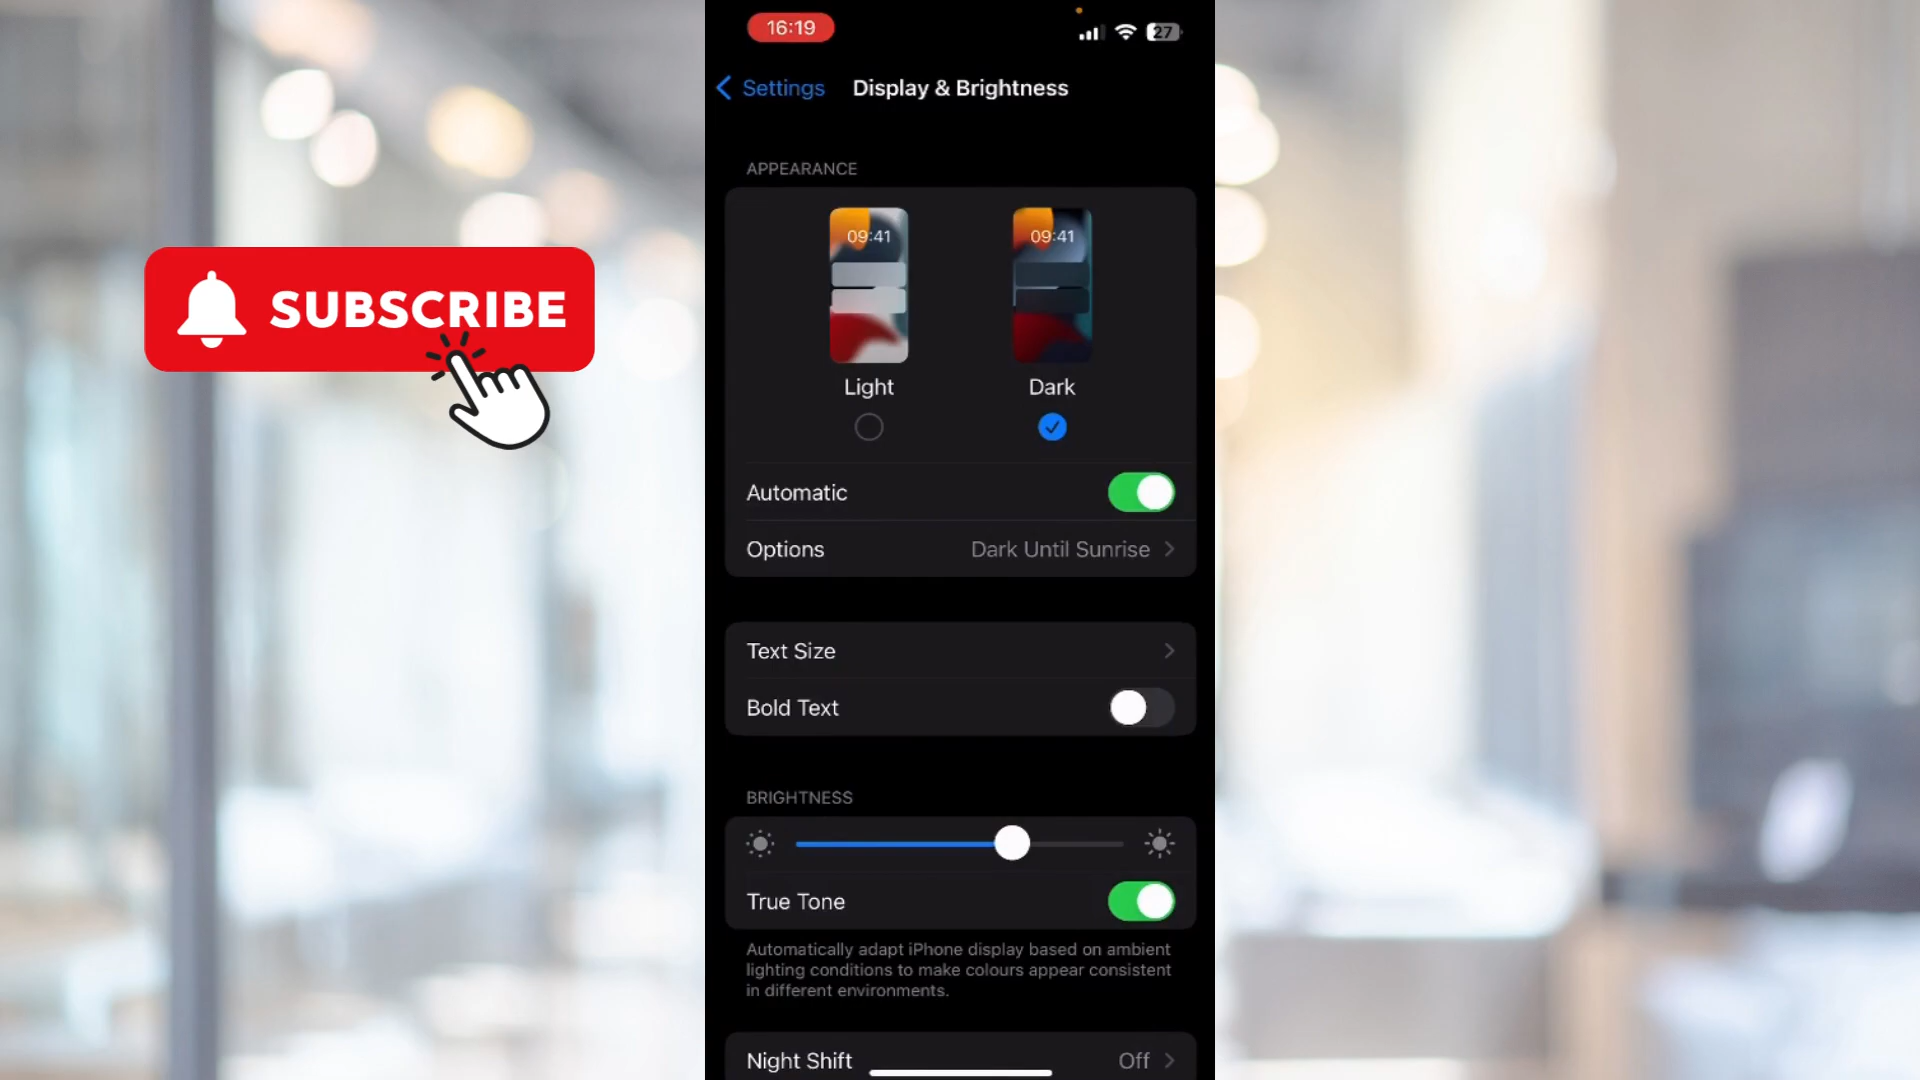 16:19
27
Settings
Display & Brightness
APPEARANCE
09:41
09:41
Light
Dark
Automatic
Options
Dark Until Sunrise
Text Size
Bold Text
BRIGHTNESS
True Tone
Automatically adapt iPhone display based on ambient
lighting conditions to make colours appear consistent
in different environments.
Night Shift
Off
SUBSCRIBE